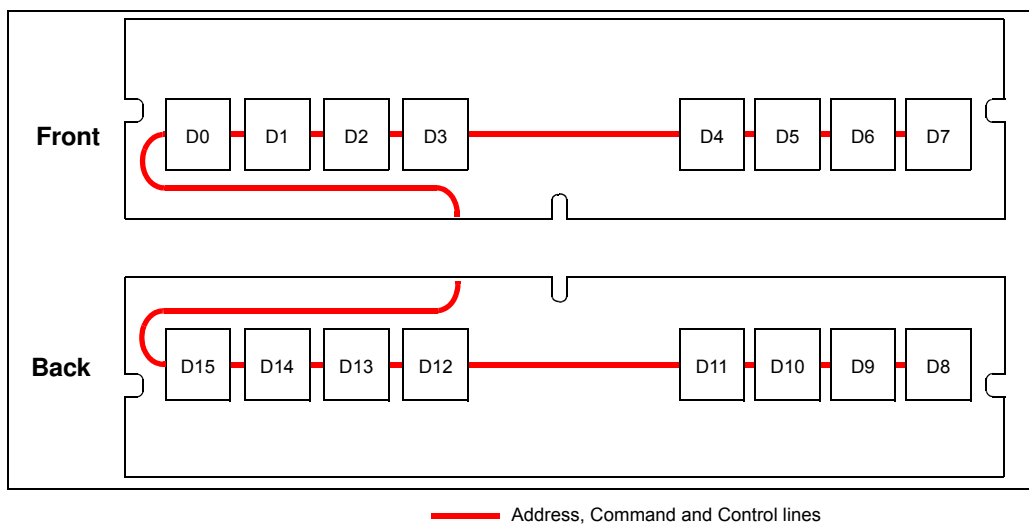 Front
D0 D1 D2 D3 D4 D5 D6 D7
Back
D15 D14 D13 D12 D11 D10 D9 D8
Address, Command and Control lines